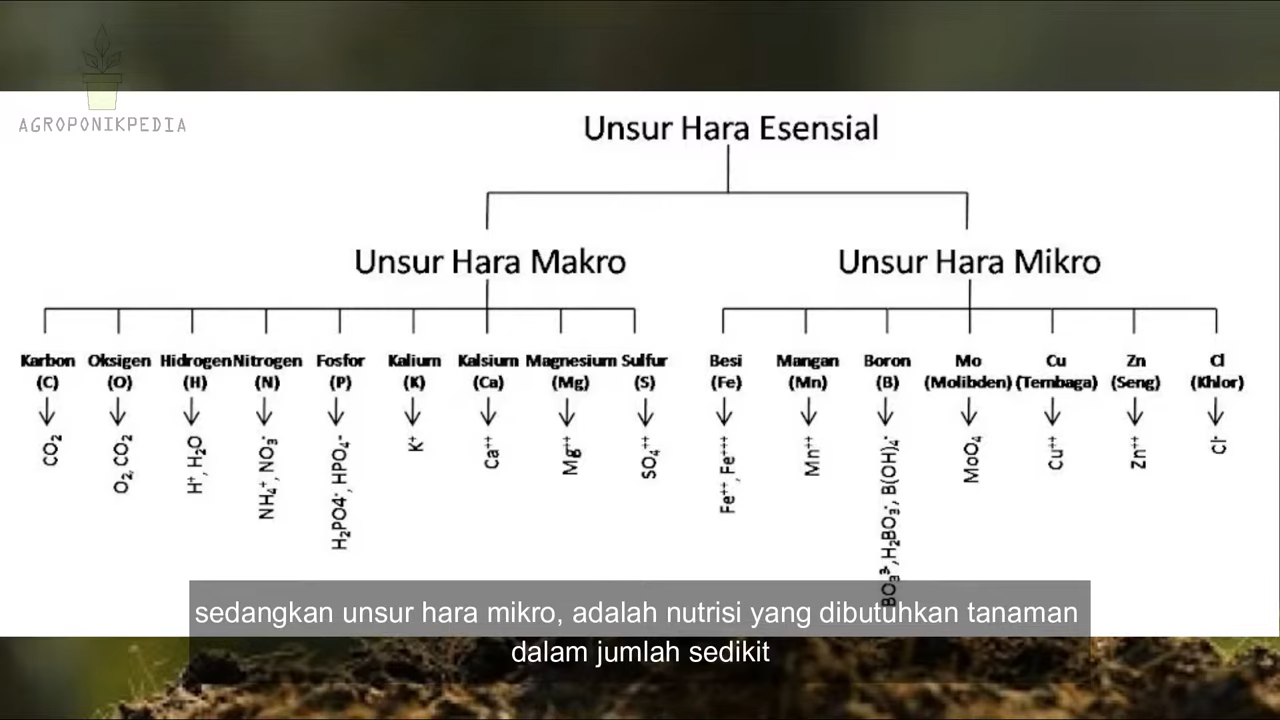 AGROPONIKPEDIA
Unsur Hara Esensial
Unsur Hara Makro
Unsur Hara Mikro
Karbon (C)
Oksigen (O)
Hidrogen (H)
Nitrogen (N)
Fosfor (P)
Kalium (K)
Kalsium (Ca)
Magnesium (Mg)
Sulfur (S)
Besi (Fe)
Mangan (Mn)
Boron (B)
Mo (Molibden)
Cu (Tembaga)
Zn (Seng)
Cl (Khlor)
CO₂
O₂, CO₂
H⁺, H₂O
NH₄⁺, NO₃⁻
H₂PO4⁻, HPO₄⁻
K⁺
Ca⁺⁺
Mg⁺⁺
SO₄⁺⁺
Fe⁺⁺, Fe⁺⁺⁺
Mn⁺⁺
BO₃³⁻, H₂BO₃⁻, B(OH)₄⁻
MoO₄
Cu⁺⁺
Zn⁺⁺
Cl⁻
sedangkan unsur hara mikro, adalah nutrisi yang dibutuhkan tanaman
dalam jumlah sedikit